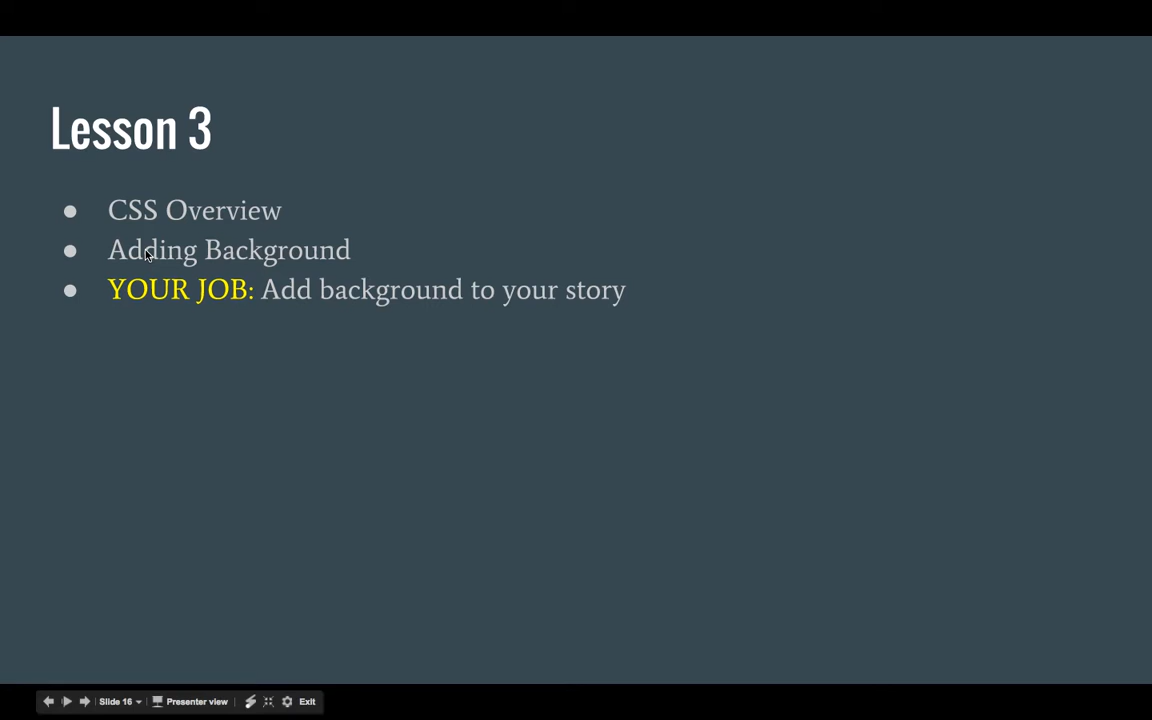 Lesson 3
● CSS Overview
● Adding Background
● YOUR JOB: Add background to your story
Slide 16 Presenter view Exit